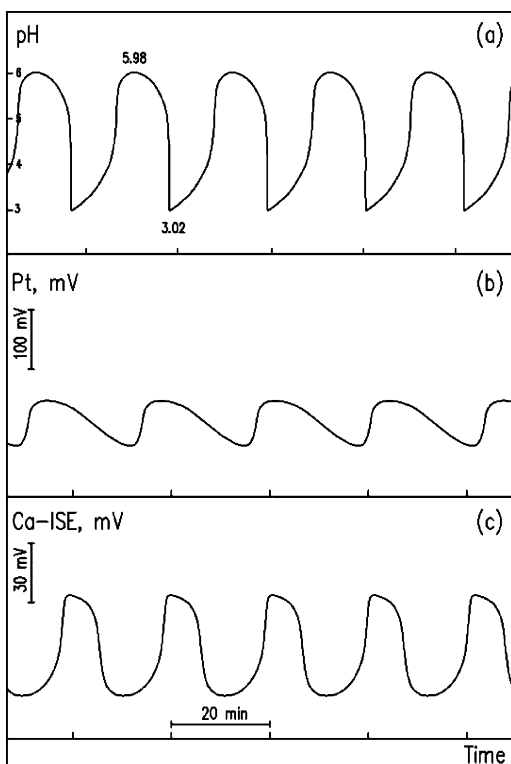 pH (a)
5.98
6
5
4
3
3.02
Pt, mV (b)
100 mV
Ca-ISE, mV (c)
30 mV
20 min
Time